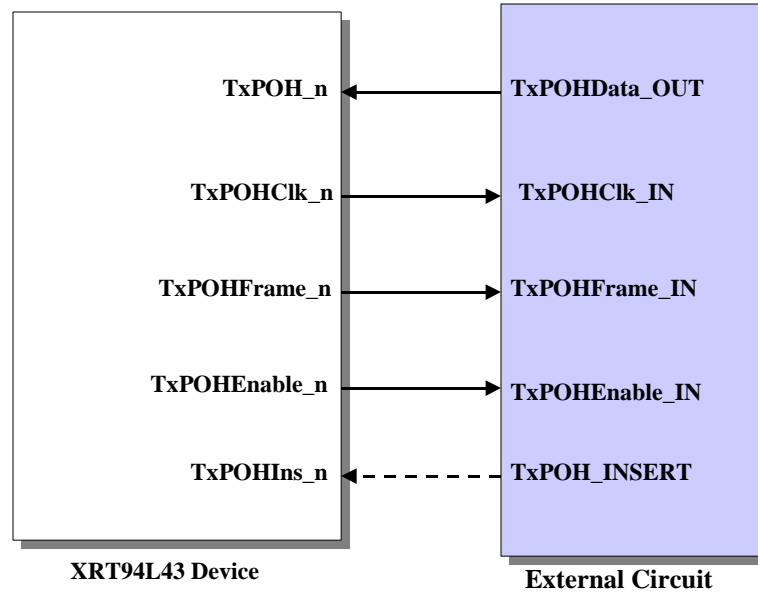 TxPOH_n
TxPOHData_OUT
TxPOHClk_n
TxPOHClk_IN
TxPOHFrame_n
TxPOHFrame_IN
TxPOHEnable_n
TxPOHEnable_IN
TxPOHIns_n
TxPOH_INSERT
XRT94L43 Device
External Circuit